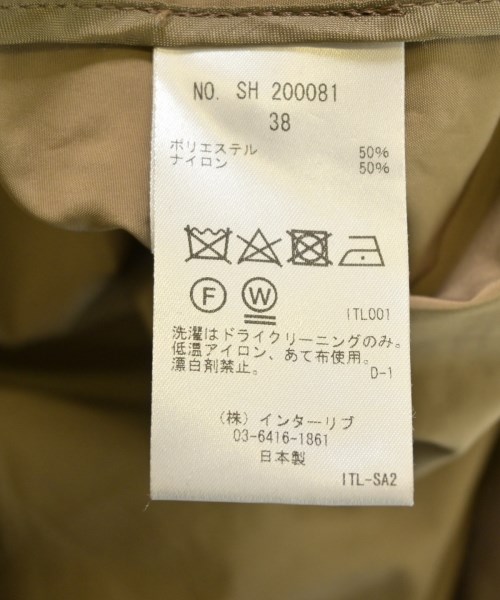 NO. SH 200081
38
ポリエステル 50%
ナイロン 50%
F W
ITL001
洗濯はドライクリーニングのみ。
低温アイロン、あて布使用。
漂白剤禁止。 D-1
(株) インターリブ
03-6416-1861
日本製
ITL-SA2